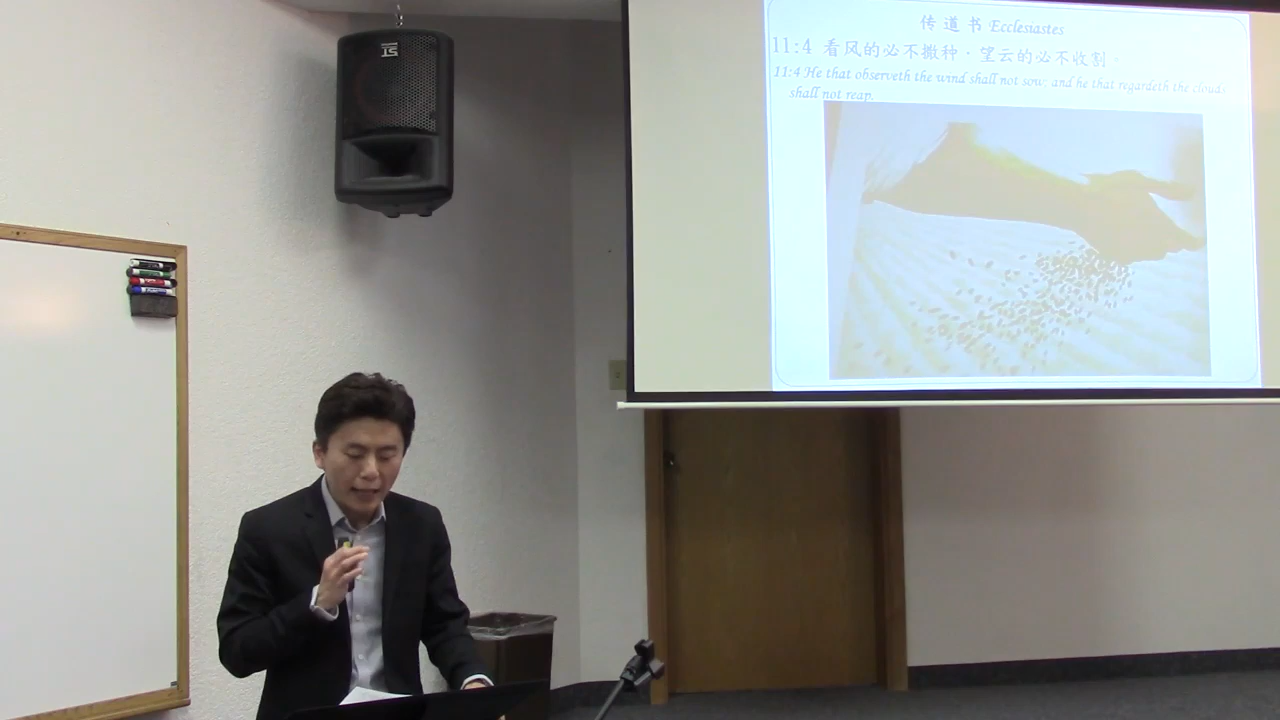 传道书 Ecclesiastes
11:4 看风的必不撒种．望云的必不收割．
11:4 He that observeth the wind shall not sow; and he that regardeth the clouds
shall not reap.